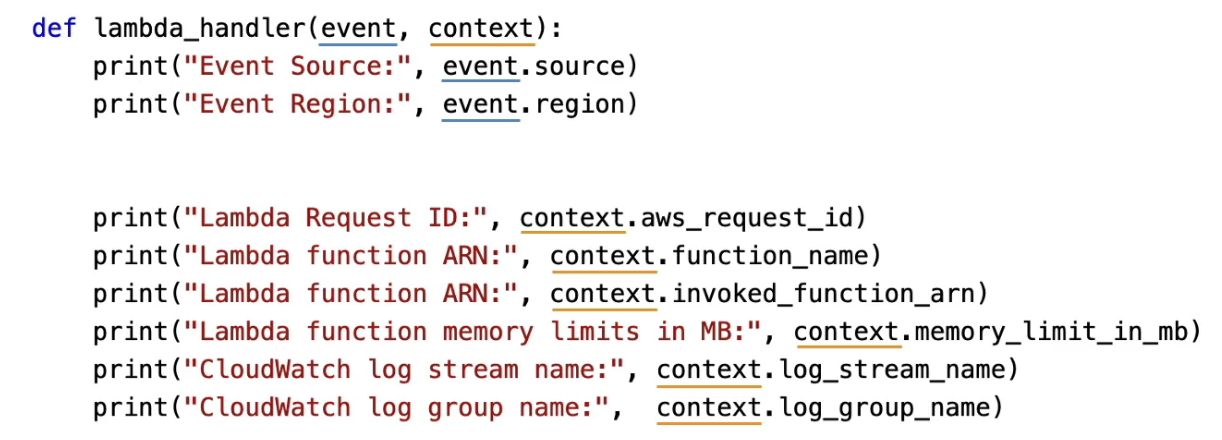 def lambda_handler(event, context):
    print("Event Source:", event.source)
    print("Event Region:", event.region)
    print("Lambda Request ID:", context.aws_request_id)
    print("Lambda function ARN:", context.function_name)
    print("Lambda function ARN:", context.invoked_function_arn)
    print("Lambda function memory limits in MB:", context.memory_limit_in_mb)
    print("CloudWatch log stream name:", context.log_stream_name)
    print("CloudWatch log group name:",  context.log_group_name)